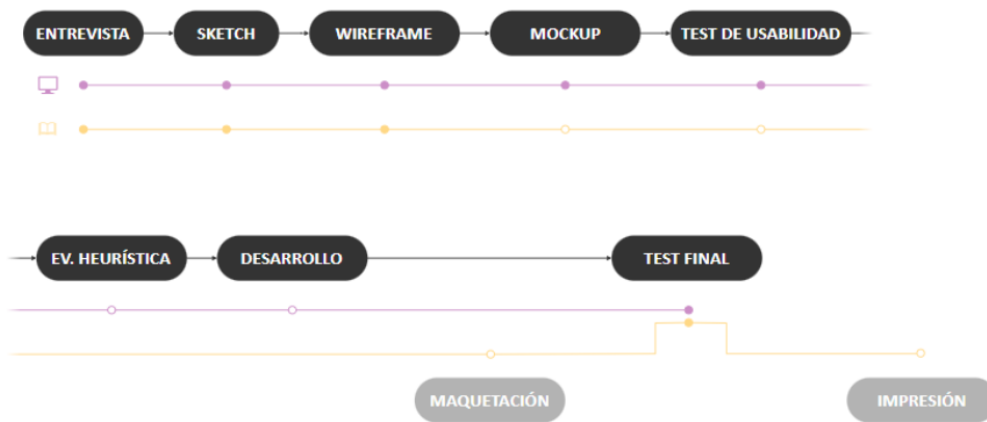 ENTREVISTA
SKETCH
WIREFRAME
MOCKUP
TEST DE USABILIDAD
EV. HEURÍSTICA
DESARROLLO
TEST FINAL
MAQUETACIÓN
IMPRESIÓN